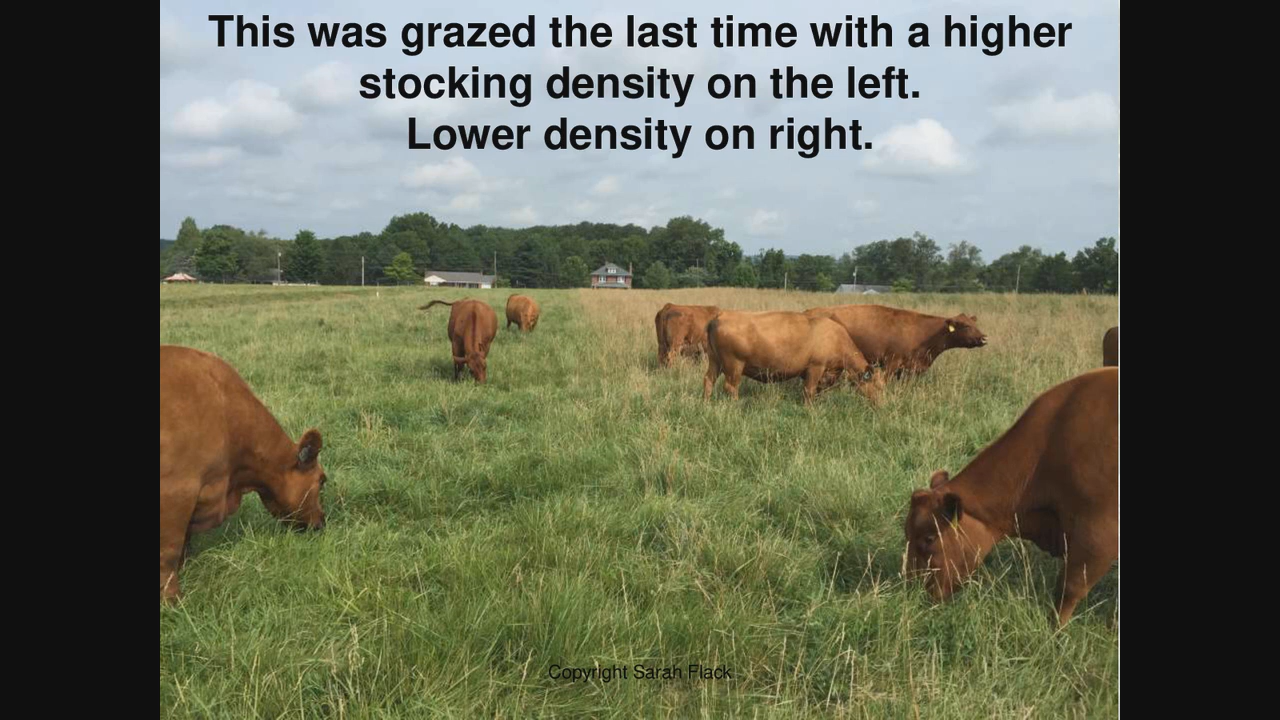 This was grazed the last time with a higher
stocking density on the left.
Lower density on right.
Copyright Sarah Flack